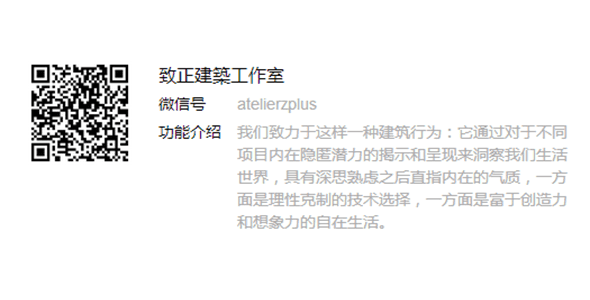 致正建築工作室
微信号 atelierzplus
功能介绍 我们致力于这样一种建筑行为：它通过对于不同
项目内在隐匿潜力的揭示和呈现来洞察我们生活
世界，具有深思熟虑之后直指内在的气质，一方
面是理性克制的技术选择，一方面是富于创造力
和想象力的自在生活。